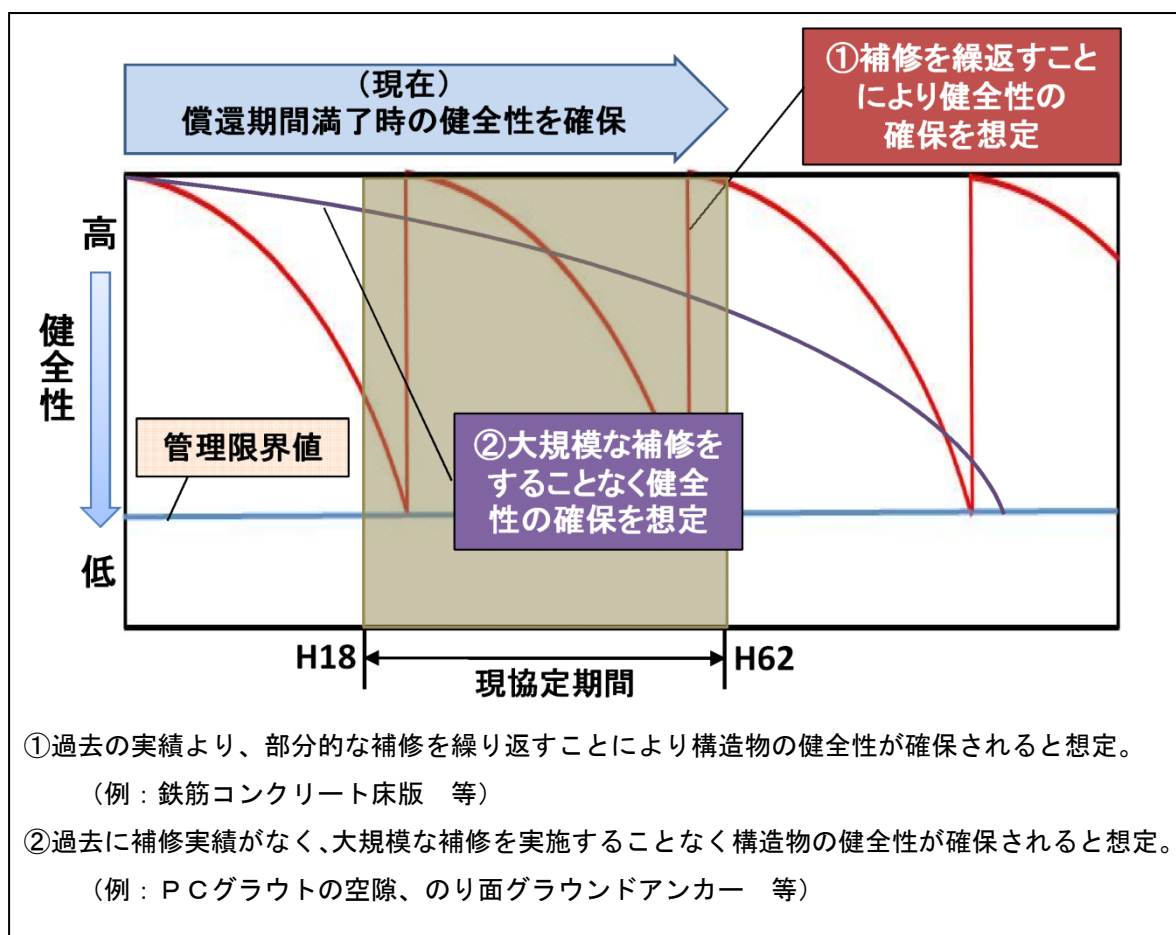 (現在)
償還期間満了時の健全性を確保
①補修を繰返すこと
により健全性の
確保を想定
高
健全性
低
管理限界値
②大規模な補修を
することなく健全
性の確保を想定
H18
H62
現協定期間
①過去の実績より、部分的な補修を繰り返すことにより構造物の健全性が確保されると想定。
(例:鉄筋コンクリート床版 等)
②過去に補修実績がなく、大規模な補修を実施することなく構造物の健全性が確保されると想定。
(例:PCグラウトの空隙、のり面グラウンドアンカー 等)